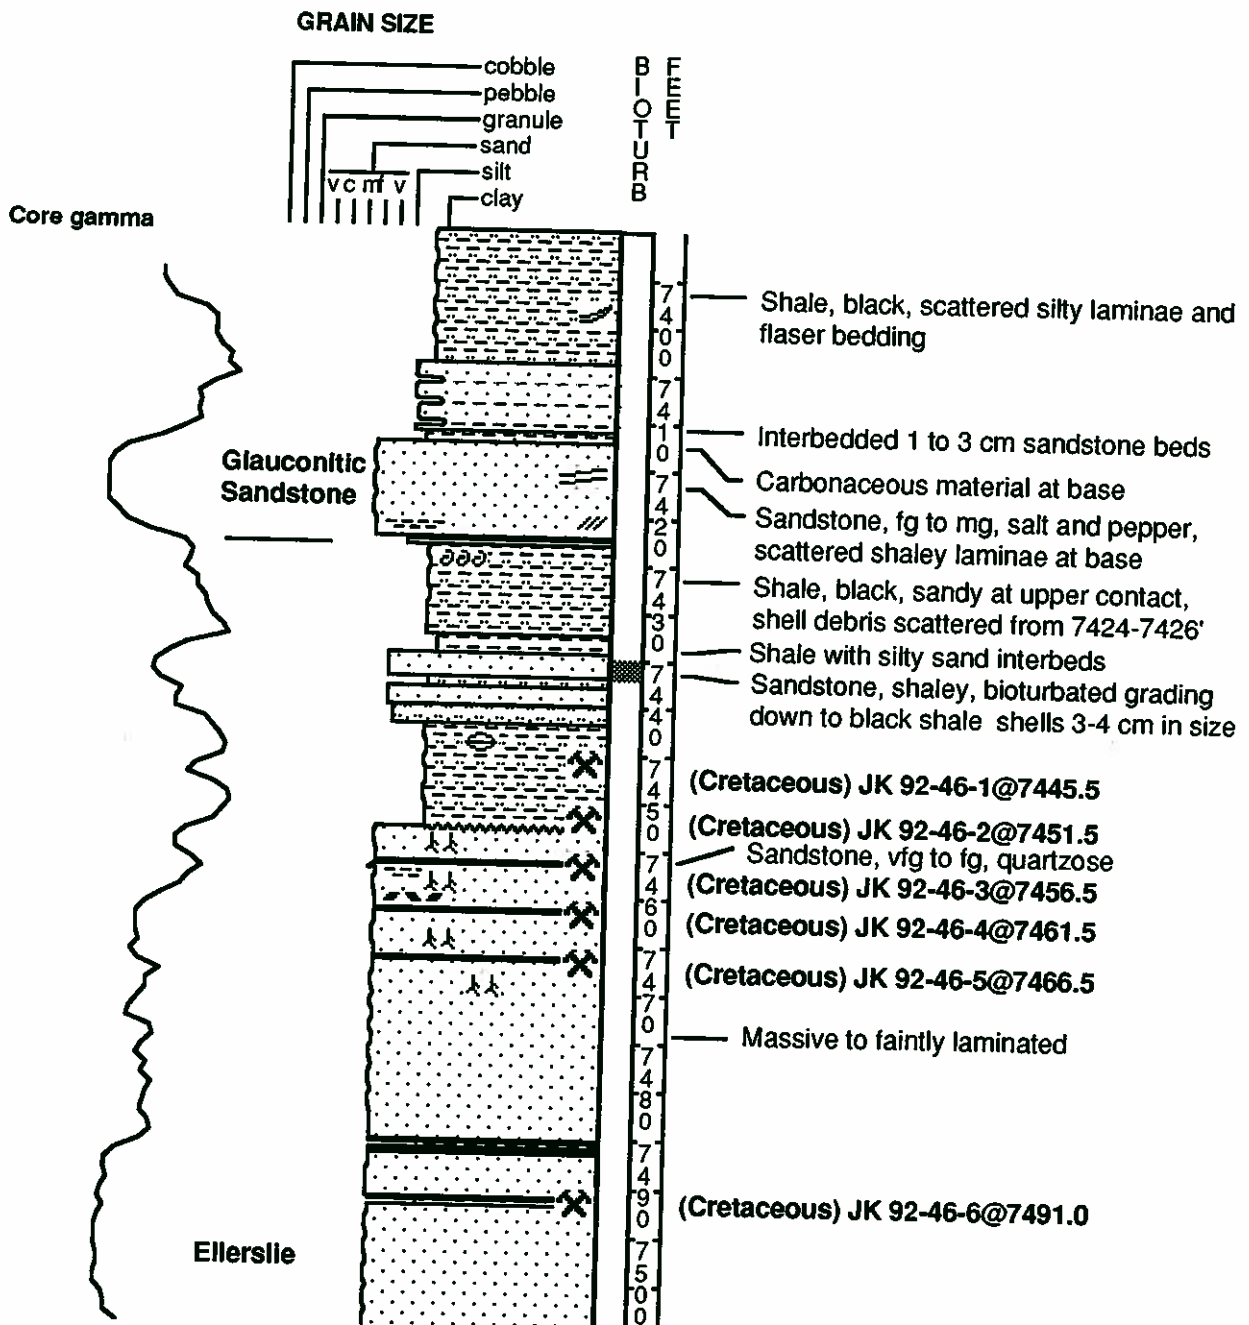 GRAIN SIZE
cobble
pebble
granule
sand
silt
clay
v c m f v
BIOTURB
FEET
Core gamma
7400
Shale, black, scattered silty laminae and
flaser bedding
7410
Interbedded 1 to 3 cm sandstone beds
Glauconitic
Sandstone
Carbonaceous material at base
7420
Sandstone, fg to mg, salt and pepper,
scattered shaley laminae at base
7430
Shale, black, sandy at upper contact,
shell debris scattered from 7424-7426'
Shale with silty sand interbeds
7440
Sandstone, shaley, bioturbated grading
down to black shale shells 3-4 cm in size
7450
(Cretaceous) JK 92-46-1@7445.5
(Cretaceous) JK 92-46-2@7451.5
Sandstone, vfg to fg, quartzose
7460
(Cretaceous) JK 92-46-3@7456.5
(Cretaceous) JK 92-46-4@7461.5
7470
(Cretaceous) JK 92-46-5@7466.5
Massive to faintly laminated
7480
7490
(Cretaceous) JK 92-46-6@7491.0
Ellerslie
7500